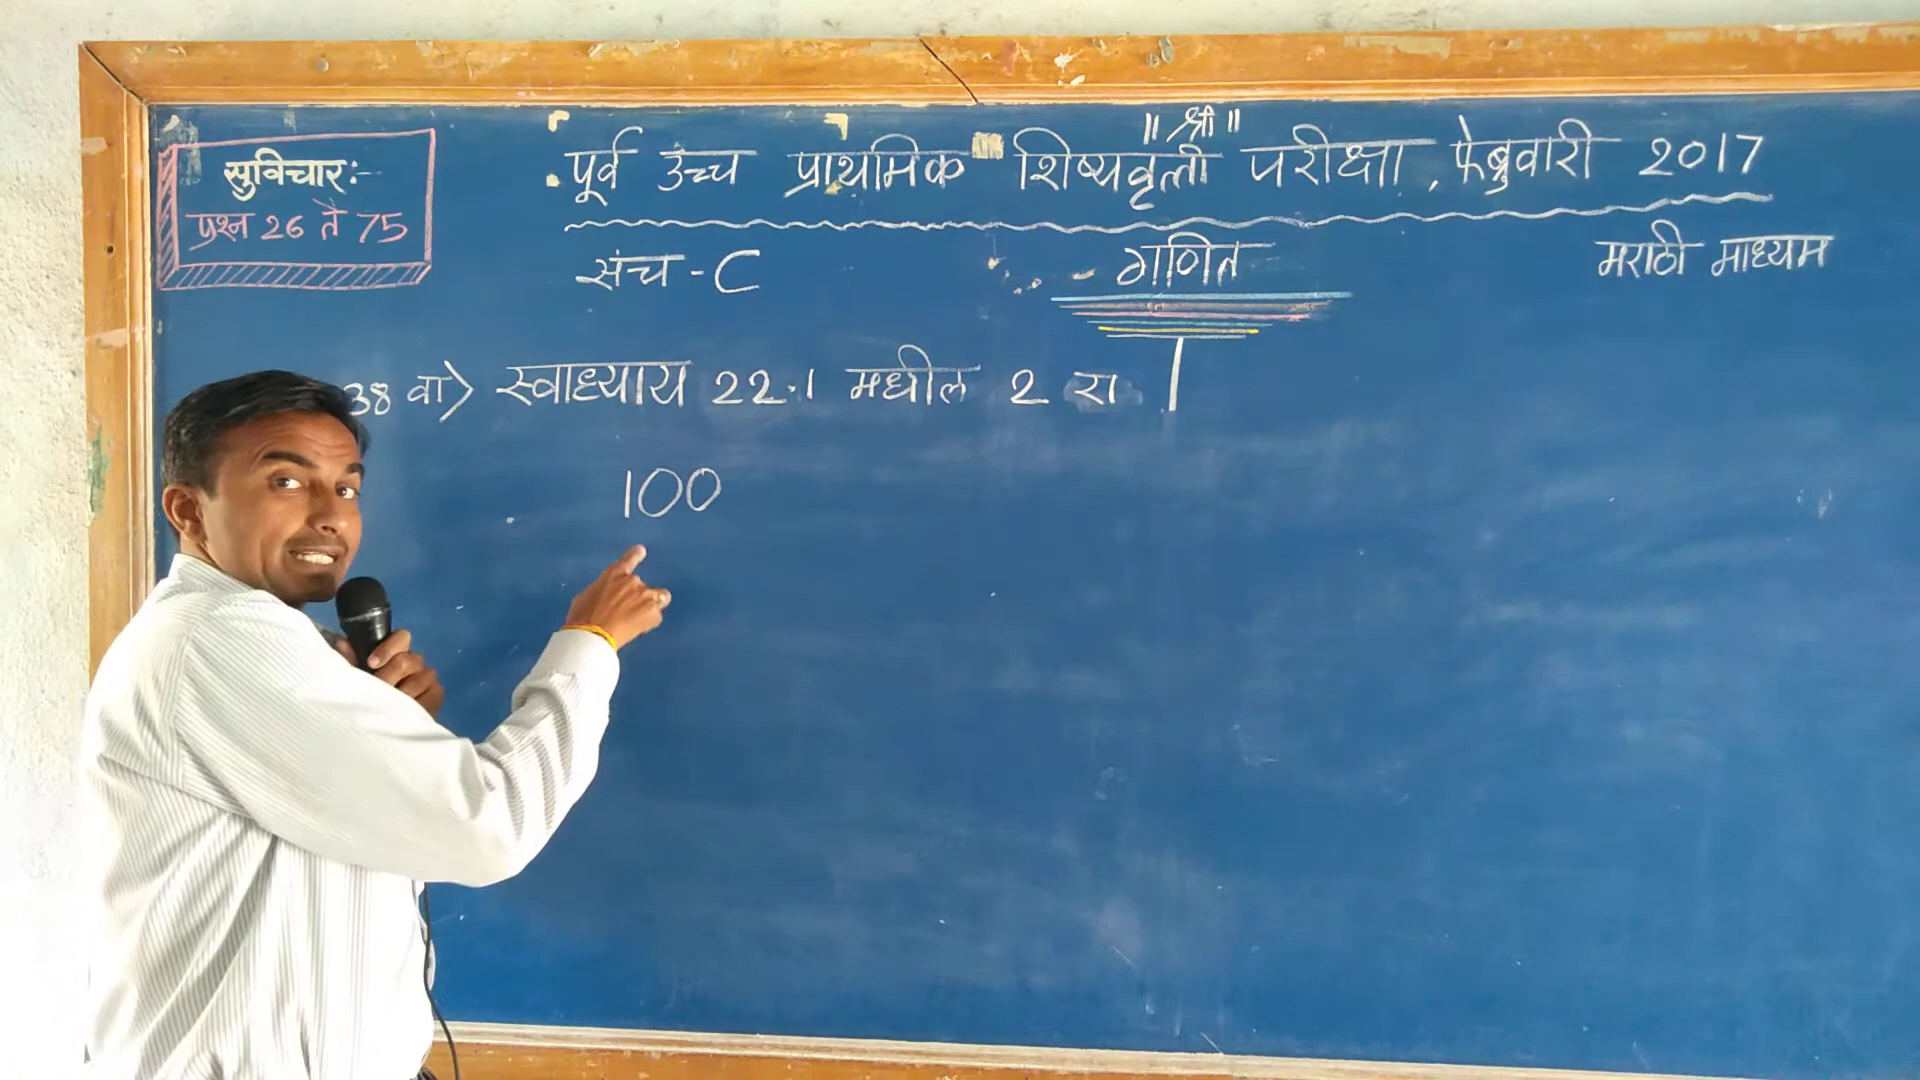 ॥ श्री ॥
पूर्व उच्च प्राथमिक शिष्यवृत्ती परीक्षा, फेब्रुवारी 2017
सुविचारः-
प्रश्न 26 ते 75
संच - C
गणित
मराठी माध्यम
38 वा> स्वाध्याय 22.1 मधील 2 रा
100